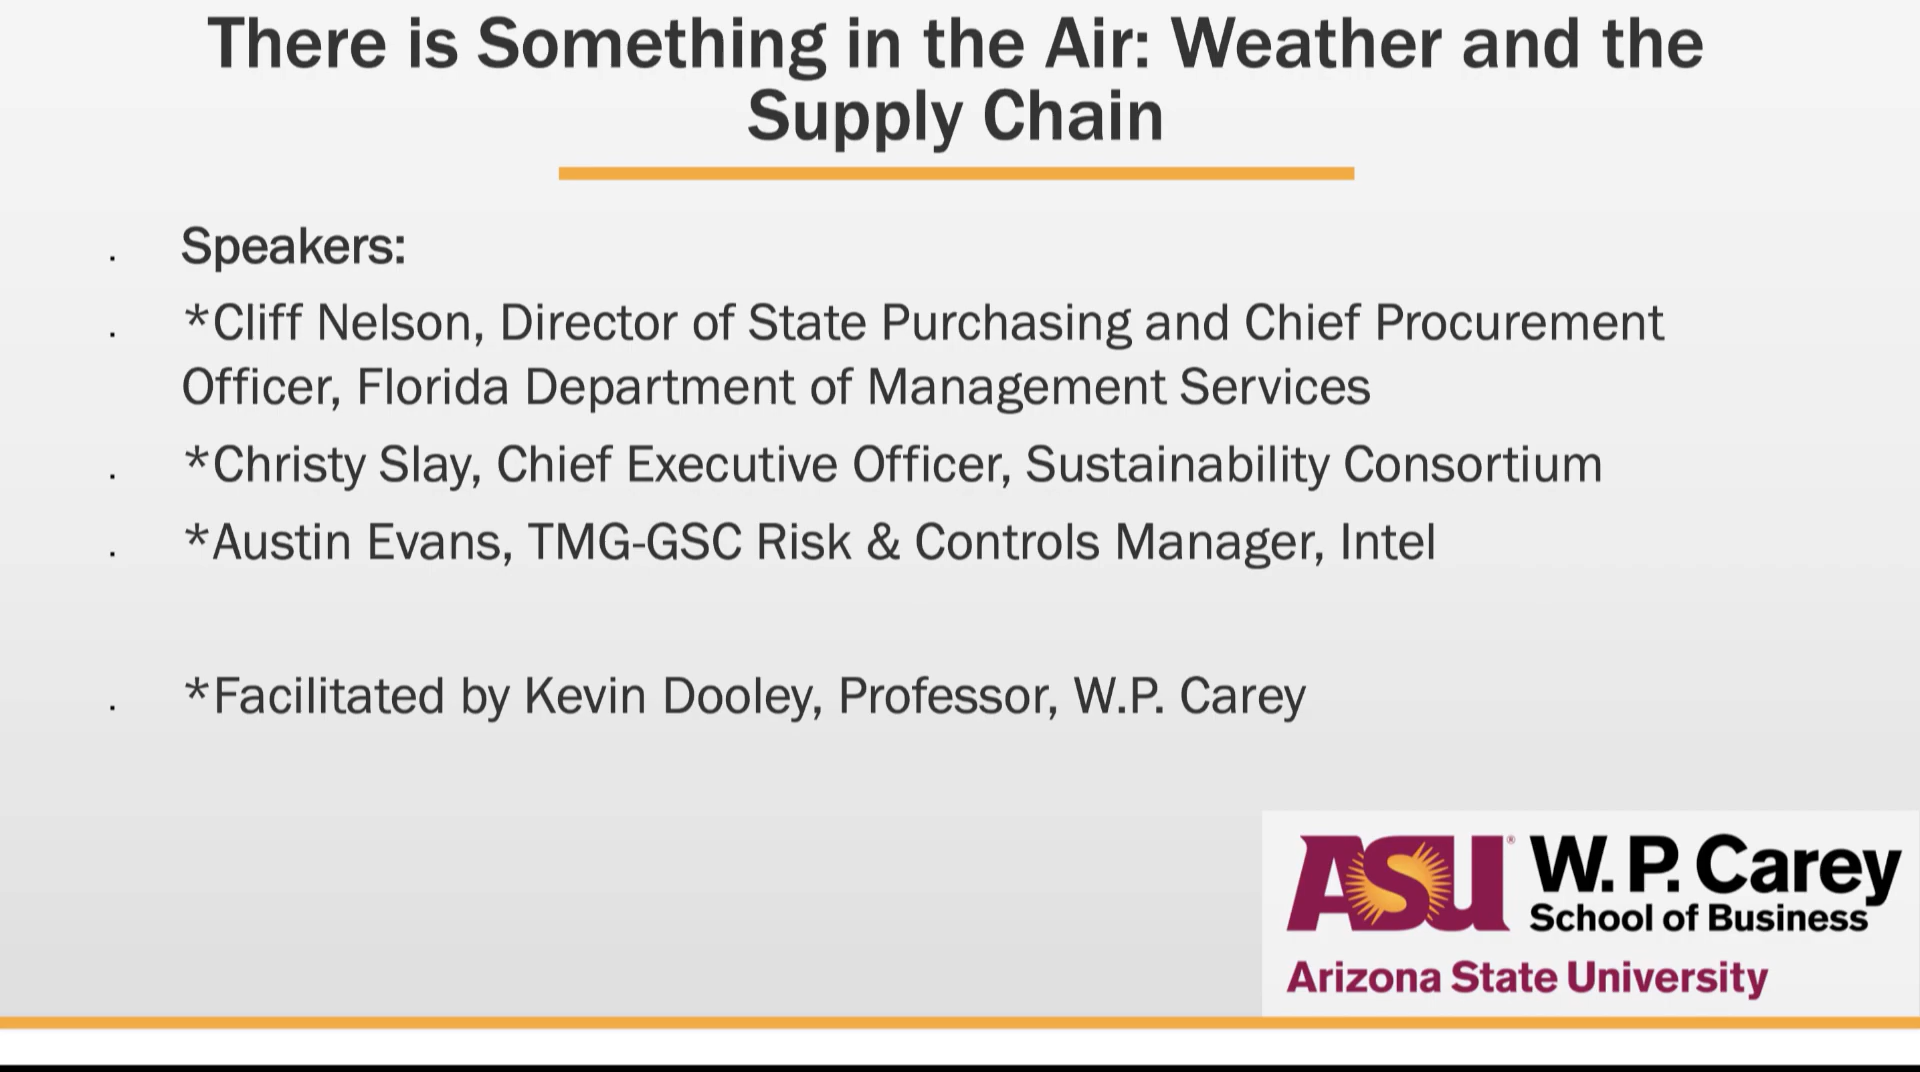 There is Something in the Air: Weather and the
Supply Chain
Speakers:
*Cliff Nelson, Director of State Purchasing and Chief Procurement
Officer, Florida Department of Management Services
*Christy Slay, Chief Executive Officer, Sustainability Consortium
*Austin Evans, TMG-GSC Risk & Controls Manager, Intel
*Facilitated by Kevin Dooley, Professor, W.P. Carey
ASU® W. P. Carey
School of Business
Arizona State University